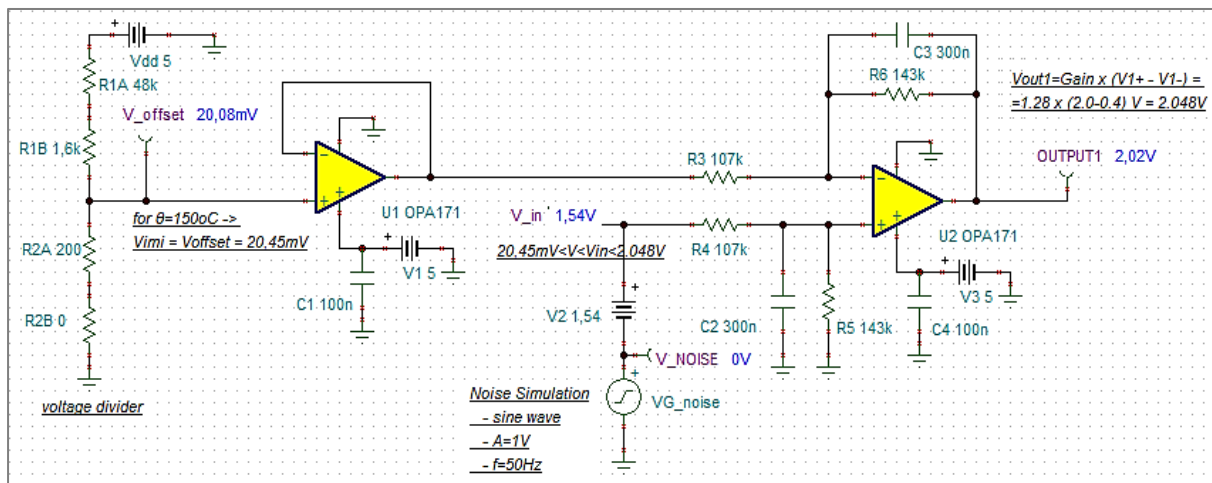 Vdd 5
R1A 48k
V_offset 20,08mV
R1B 1,6k
for θ=150oC ->
Vimi = Voffset = 20,45mV
R2A 200
R2B 0
voltage divider
U1 OPA171
V1 5
C1 100n
C3 300n
R6 143k
Vout1=Gain x (V1+ - V1-) =
=1.28 x (2.0-0.4) V = 2.048V
R3 107k
OUTPUT1 2,02V
V_in 1,54V
R4 107k
20,45mV<V<Vin<2.048V
U2 OPA171
V3 5
V2 1,54
C2 300n
R5 143k
C4 100n
V_NOISE 0V
VG_noise
Noise Simulation
- sine wave
- A=1V
- f=50Hz